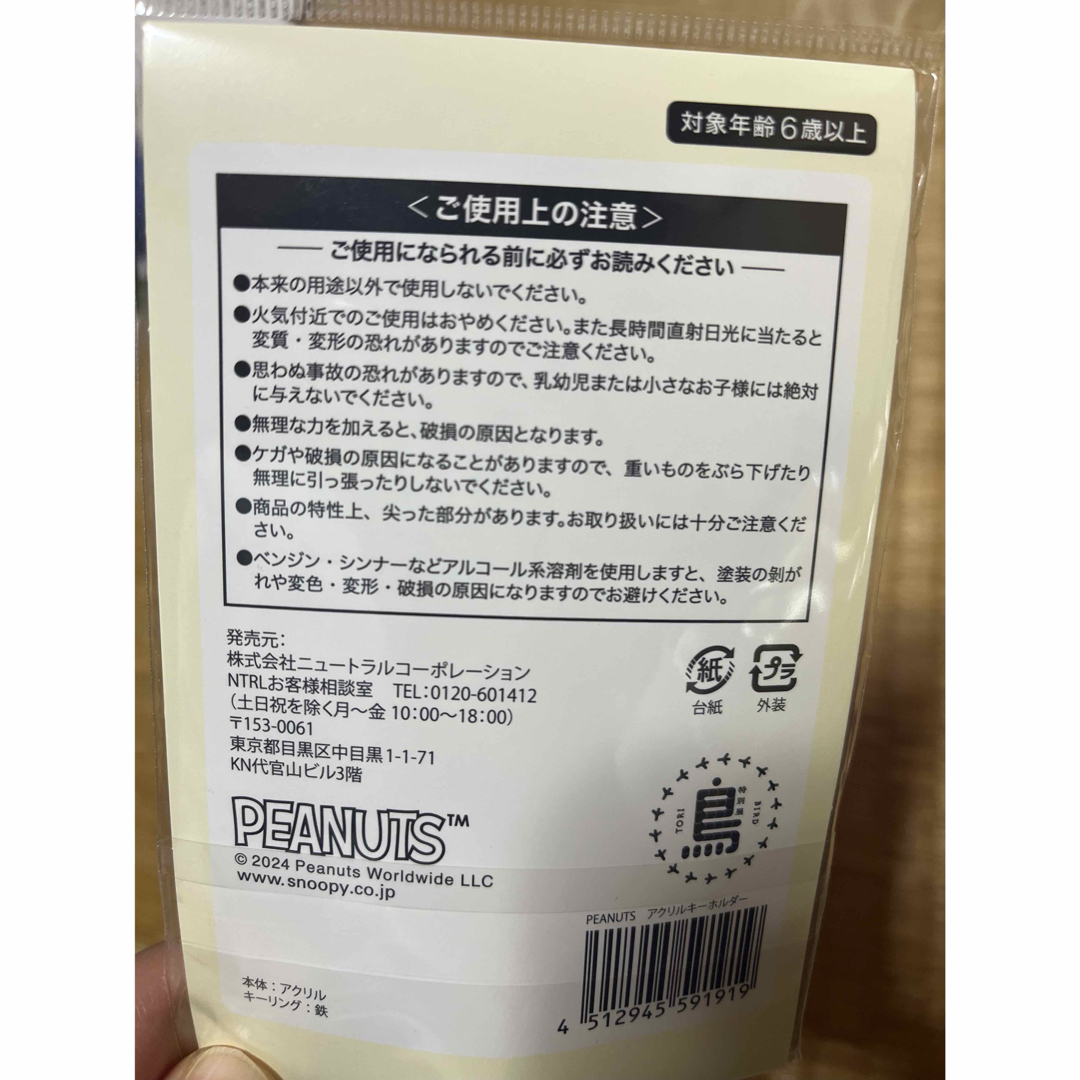 対象年齢6歳以上
＜ご使用上の注意＞
ご使用になられる前に必ずお読みください
●本来の用途以外で使用しないでください。
●火気付近でのご使用はおやめください。また長時間直射日光に当たると
変質・変形の恐れがありますのでご注意ください。
●思わぬ事故の恐れがありますので、乳幼児または小さなお子様には絶対
に与えないでください。
●無理な力を加えると、破損の原因となります。
●ケガや破損の原因になることがありますので、重いものをぶら下げたり
無理に引っ張ったりしないでください。
●商品の特性上、尖った部分があります。お取り扱いには十分ご注意くだ
さい。
●ベンジン・シンナーなどアルコール系溶剤を使用しますと、塗装の剥が
れや変色・変形・破損の原因になりますのでお避けください。
発売元：
株式会社ニュートラルコーポレーション
NTRLお客様相談室 TEL：0120-601412
（土日祝を除く月～金 10：00～18：00）
〒153-0061
東京都目黒区中目黒1-1-71
KN代官山ビル3階
紙
台紙
プラ
外装
PEANUTS™
© 2024 Peanuts Worldwide LLC
www.snoopy.co.jp
TORI
鳥
特別展
BIRD
PEANUTS アクリルキーホルダー
4 512945 591919
本体：アクリル
キーリング：鉄